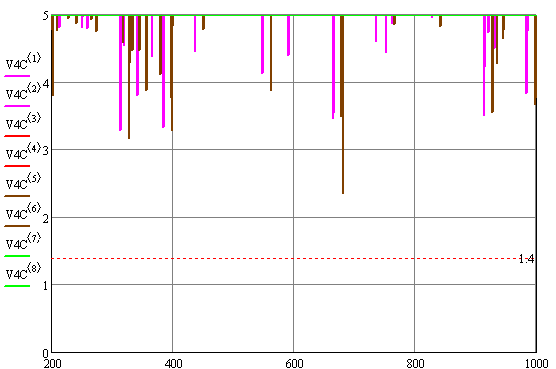 5
V4C⟨1⟩
4
V4C⟨2⟩
V4C⟨3⟩
V4C⟨4⟩
3
V4C⟨5⟩
V4C⟨6⟩
2
V4C⟨7⟩
1.4
V4C⟨8⟩
1
0
200 400 600 800 1000